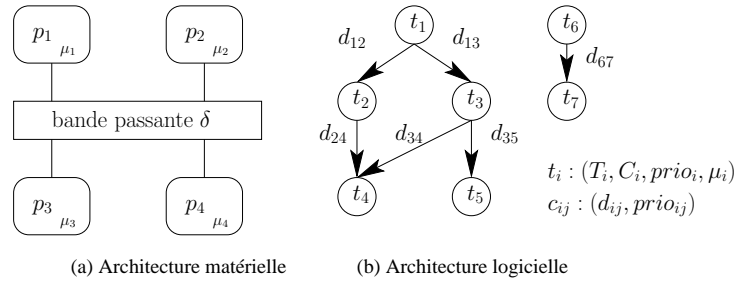 p1 μ1
p2 μ2
bande passante δ
p3 μ3
p4 μ4
(a) Architecture matérielle
t1
t6
d12
d13
d67
t2
t3
t7
d24
d34
d35
t4
t5
ti : (Ti, Ci, prioi, μi)
cij : (dij, prioij)
(b) Architecture logicielle